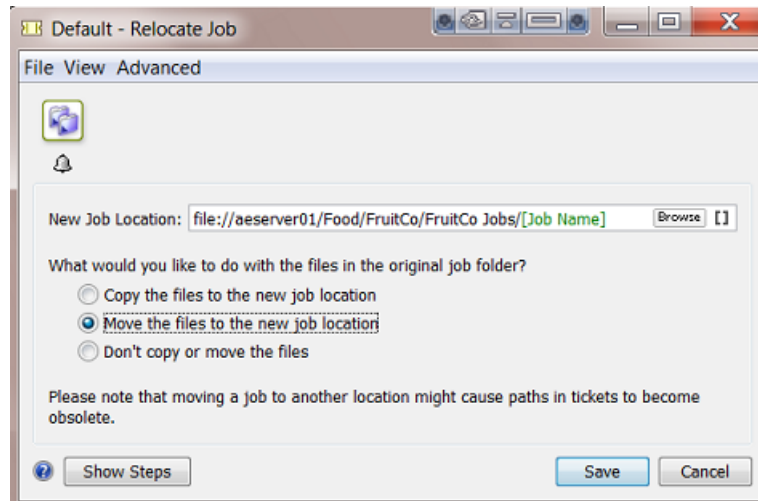 Default - Relocate Job
File View Advanced
New Job Location: file://aeserver01/Food/FruitCo/FruitCo Jobs/[Job Name] Browse []
What would you like to do with the files in the original job folder?
Copy the files to the new job location
Move the files to the new job location
Don't copy or move the files
Please note that moving a job to another location might cause paths in tickets to become
obsolete.
? Show Steps Save Cancel